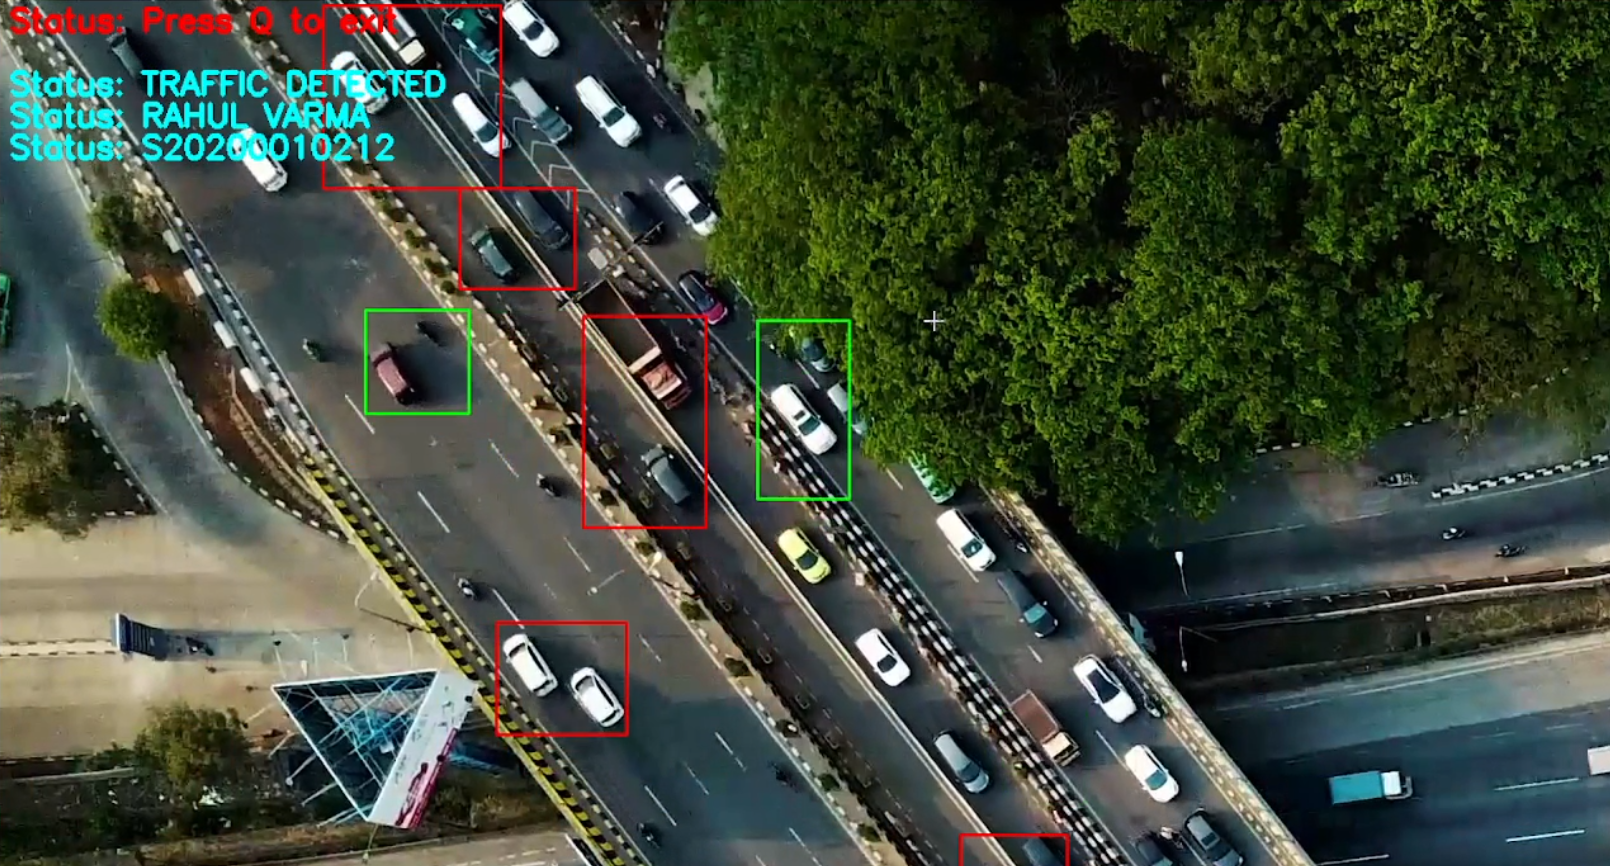 Status: Press Q to exit
Status: TRAFFIC DETECTED
Status: RAHUL VARMA
Status: S20200010212